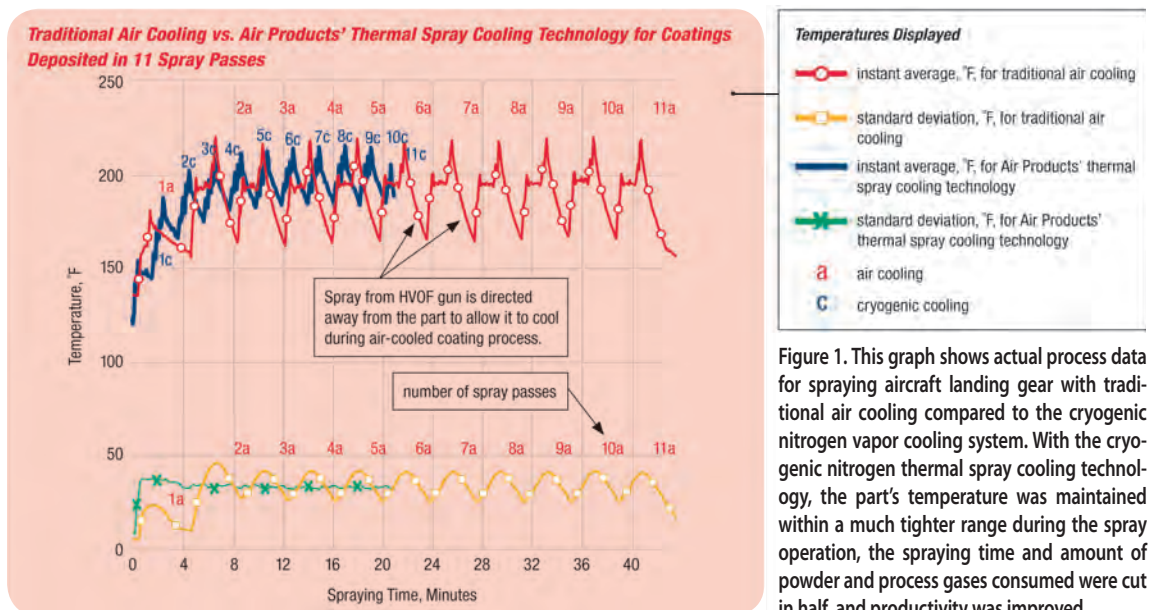 Traditional Air Cooling vs. Air Products' Thermal Spray Cooling Technology for Coatings
Deposited in 11 Spray Passes
250
200
150
100
50
0
Temperature, ˚F
2a 3a 4a 5a 6a 7a 8a 9a 10a 11a
1a
1c
2c
3c
4c
5c
6c
7c
8c
9c
10c
11c
Spray from HVOF gun is directed
away from the part to allow it to cool
during air-cooled coating process.
number of spray passes
2a 3a 4a 5a 6a 7a 8a 9a 10a 11a
1a
0 4 8 12 16 20 24 28 32 36 40
Spraying Time, Minutes
Temperatures Displayed
instant average, ˚F, for traditional air cooling
standard deviation, ˚F, for traditional air
cooling
instant average, ˚F, for Air Products' thermal
spray cooling technology
standard deviation, ˚F, for Air Products'
thermal spray cooling technology
a air cooling
c cryogenic cooling
Figure 1. This graph shows actual process data
for spraying aircraft landing gear with tradi-
tional air cooling compared to the cryogenic
nitrogen vapor cooling system. With the cryo-
genic nitrogen thermal spray cooling technol-
ogy, the part's temperature was maintained
within a much tighter range during the spray
operation, the spraying time and amount of
powder and process gases consumed were cut
in half, and productivity was improved.